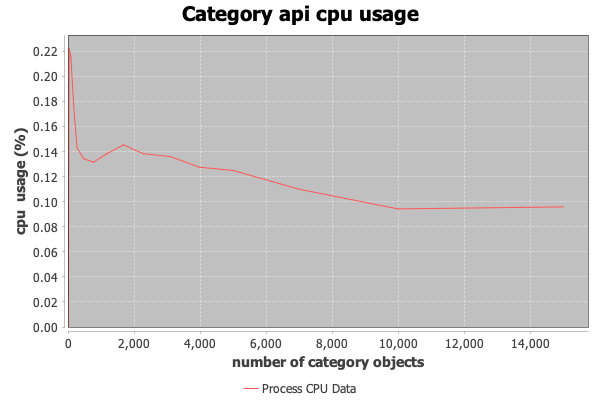 Category api cpu usage
cpu usage (%)
0.22
0.20
0.18
0.16
0.14
0.12
0.10
0.08
0.06
0.04
0.02
0.00
0 2,000 4,000 6,000 8,000 10,000 12,000 14,000
number of category objects
Process CPU Data